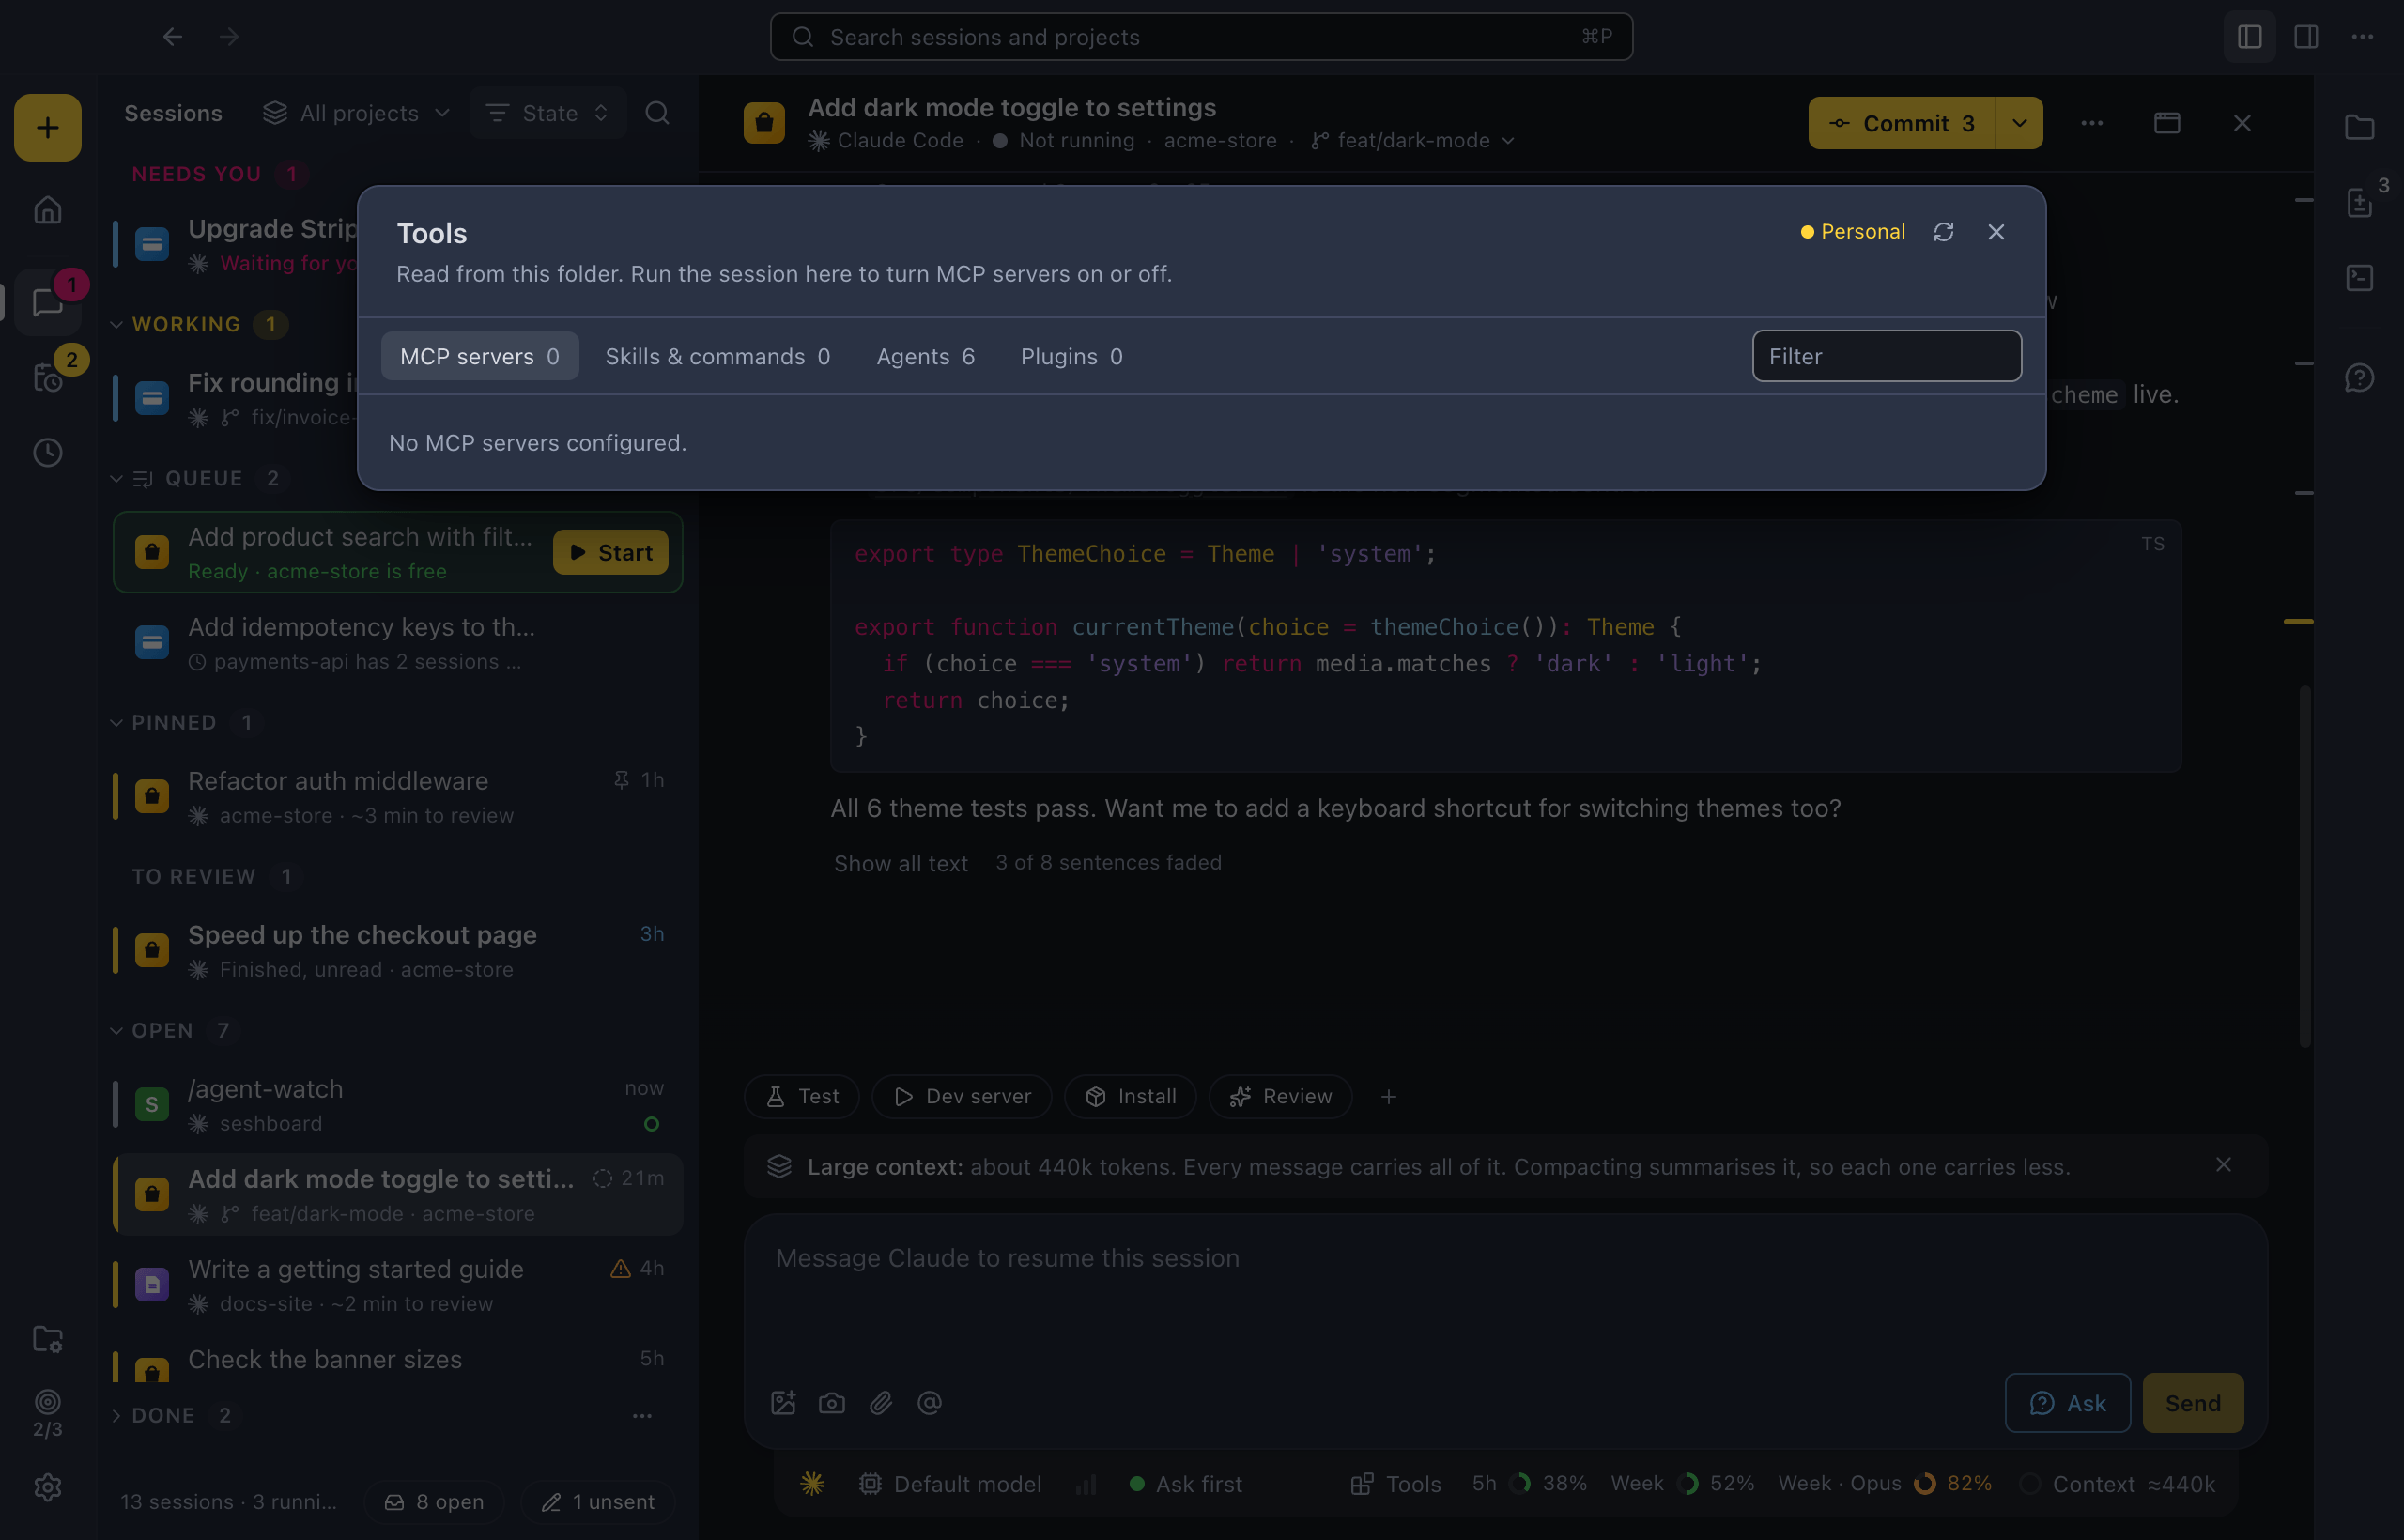 Search sessions and projects ⌘P
Sessions All projects State
Add dark mode toggle to settings
Claude Code · Not running · acme-store · feat/dark-mode
Commit 3
3
NEEDS YOU 1
Upgrade Strip
Waiting for yo
1
WORKING 1
2
Fix rounding i
fix/invoice-
QUEUE 2
Add product search with filt...
Ready · acme-store is free
Start
Add idempotency keys to th...
payments-api has 2 sessions ...
PINNED 1
Refactor auth middleware 1h
acme-store · ~3 min to review
TO REVIEW 1
Speed up the checkout page 3h
Finished, unread · acme-store
OPEN 7
S
/agent-watch now
seshboard
Add dark mode toggle to setti... 21m
feat/dark-mode · acme-store
Write a getting started guide 4h
docs-site · ~2 min to review
Check the banner sizes 5h
DONE 2
2/3
13 sessions · 3 runni... 8 open 1 unsent
Tools
Personal
Read from this folder. Run the session here to turn MCP servers on or off.
MCP servers 0 Skills & commands 0 Agents 6 Plugins 0
Filter
No MCP servers configured.
cheme live.
TS
export type ThemeChoice = Theme | 'system';
export function currentTheme(choice = themeChoice()): Theme {
if (choice === 'system') return media.matches ? 'dark' : 'light';
return choice;
}
All 6 theme tests pass. Want me to add a keyboard shortcut for switching themes too?
Show all text 3 of 8 sentences faded
Test Dev server Install Review
Large context: about 440k tokens. Every message carries all of it. Compacting summarises it, so each one carries less.
Message Claude to resume this session
Ask Send
Default model Ask first Tools 5h 38% Week 52% Week · Opus 82% Context ≈440k